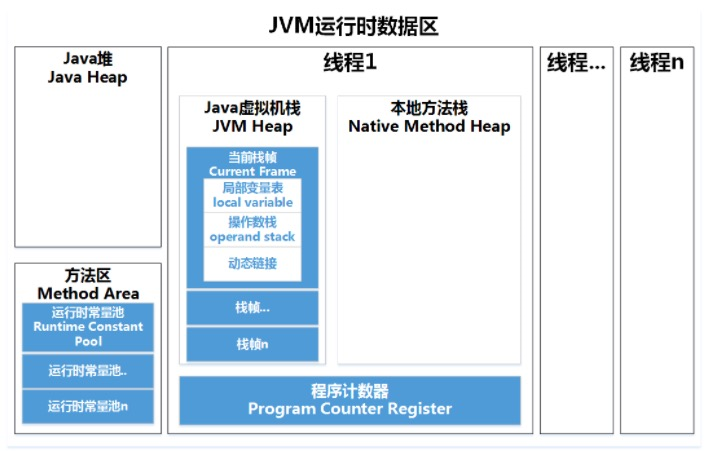 JVM运行时数据区
Java堆
Java Heap
方法区
Method Area
运行时常量池
Runtime Constant
Pool
运行时常量池..
运行时常量池n
线程1
Java虚拟机栈
JVM Heap
当前栈帧
Current Frame
局部变量表
local variable
操作数栈
operand stack
动态链接
栈帧...
栈帧n
本地方法栈
Native Method Heap
程序计数器
Program Counter Register
线程...
线程n